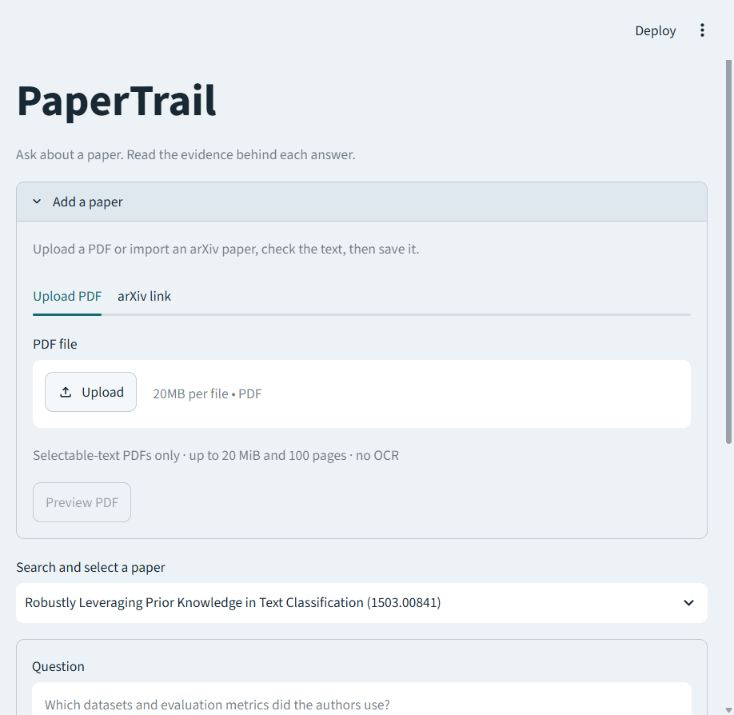 Deploy
PaperTrail
Ask about a paper. Read the evidence behind each answer.
Add a paper
Upload a PDF or import an arXiv paper, check the text, then save it.
Upload PDF arXiv link
PDF file
Upload 20MB per file • PDF
Selectable-text PDFs only · up to 20 MiB and 100 pages · no OCR
Preview PDF
Search and select a paper
Robustly Leveraging Prior Knowledge in Text Classification (1503.00841)
Question
Which datasets and evaluation metrics did the authors use?